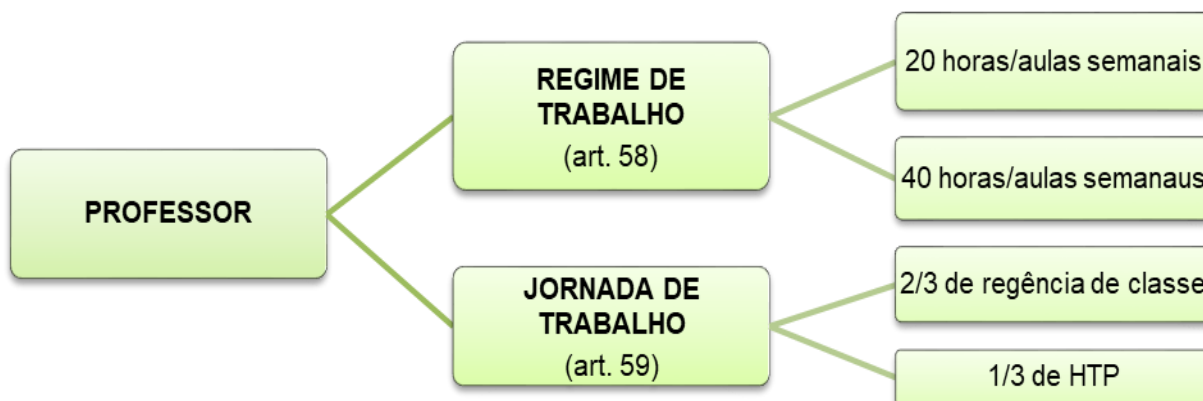 PROFESSOR
REGIME DE
TRABALHO
(art. 58)
20 horas/aulas semanais
40 horas/aulas semanaus
JORNADA DE
TRABALHO
(art. 59)
2/3 de regência de classe
1/3 de HTP